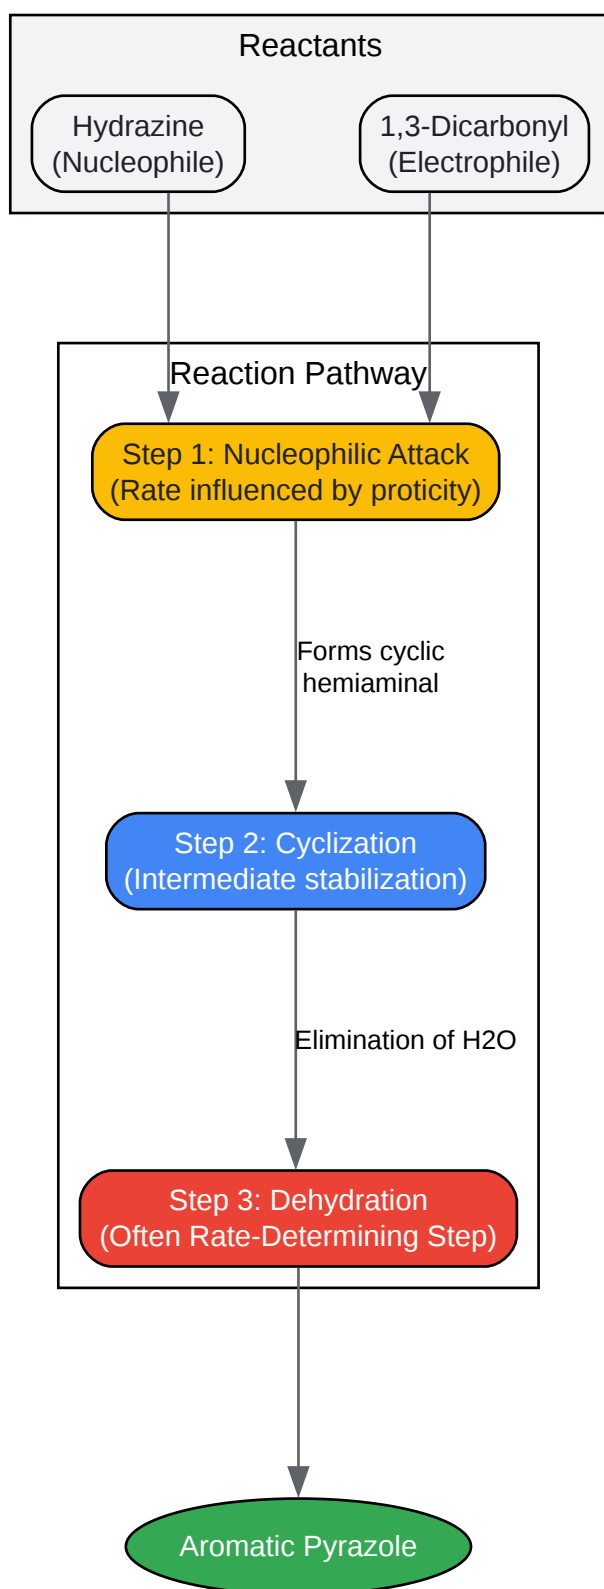 Reactants
Hydrazine
(Nucleophile)
1,3-Dicarbonyl
(Electrophile)
Reaction Pathway
Step 1: Nucleophilic Attack
(Rate influenced by proticity)
Forms cyclic
hemiaminal
Step 2: Cyclization
(Intermediate stabilization)
Elimination of H2O
Step 3: Dehydration
(Often Rate-Determining Step)
Aromatic Pyrazole